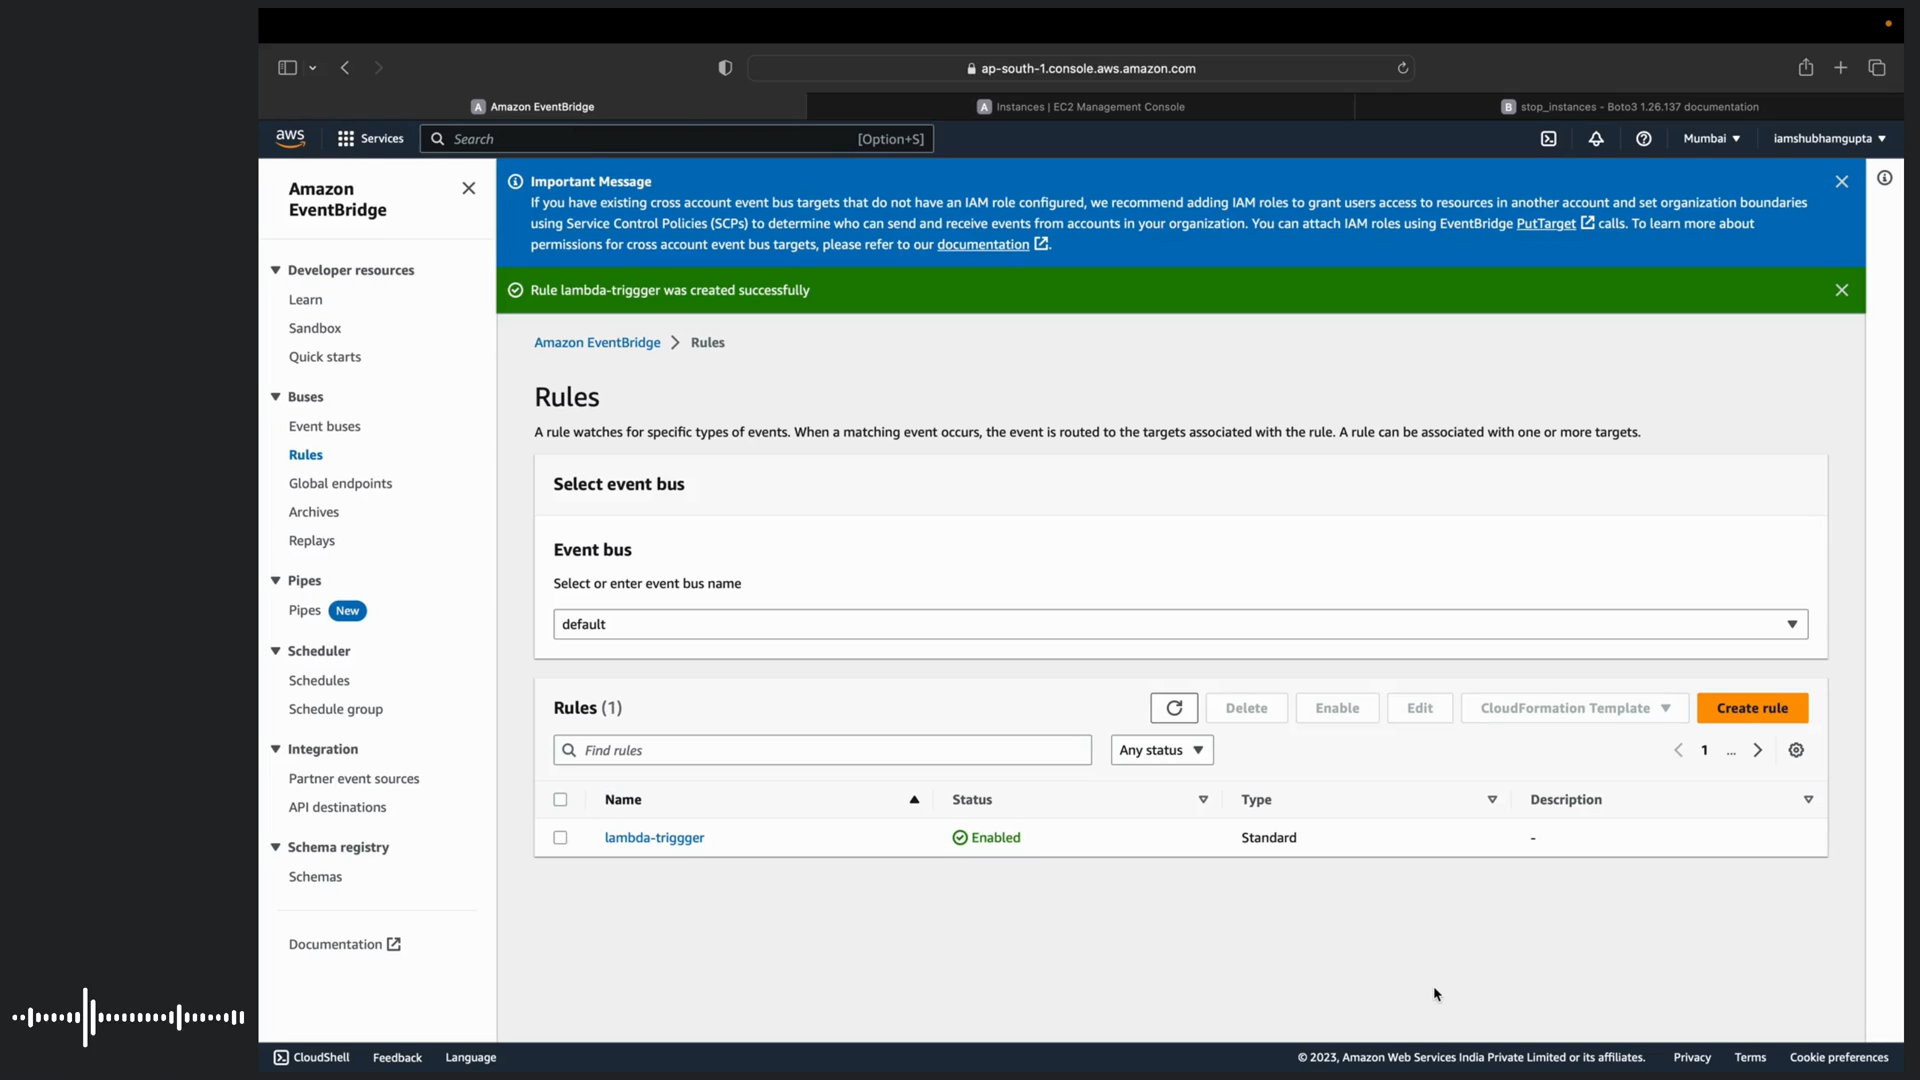 ap-south-1.console.aws.amazon.com
A Amazon EventBridge
A Instances | EC2 Management Console
B stop_instances - Boto3 1.26.137 documentation
aws
Services
Search [Option+S]
Mumbai
iamshubhamgupta
Amazon
EventBridge
Developer resources
Learn
Sandbox
Quick starts
Buses
Event buses
Rules
Global endpoints
Archives
Replays
Pipes
Pipes New
Scheduler
Schedules
Schedule group
Integration
Partner event sources
API destinations
Schema registry
Schemas
Documentation
Important Message
If you have existing cross account event bus targets that do not have an IAM role configured, we recommend adding IAM roles to grant users access to resources in another account and set organization boundaries
using Service Control Policies (SCPs) to determine who can send and receive events from accounts in your organization. You can attach IAM roles using EventBridge PutTarget calls. To learn more about
permissions for cross account event bus targets, please refer to our documentation.
Rule lambda-triggger was created successfully
Amazon EventBridge > Rules
Rules
A rule watches for specific types of events. When a matching event occurs, the event is routed to the targets associated with the rule. A rule can be associated with one or more targets.
Select event bus
Event bus
Select or enter event bus name
default
Rules (1)
Delete
Enable
Edit
CloudFormation Template
Create rule
Find rules
Any status
1 ...
Name Status Type Description
lambda-triggger Enabled Standard -
CloudShell Feedback Language
© 2023, Amazon Web Services India Private Limited or its affiliates. Privacy Terms Cookie preferences